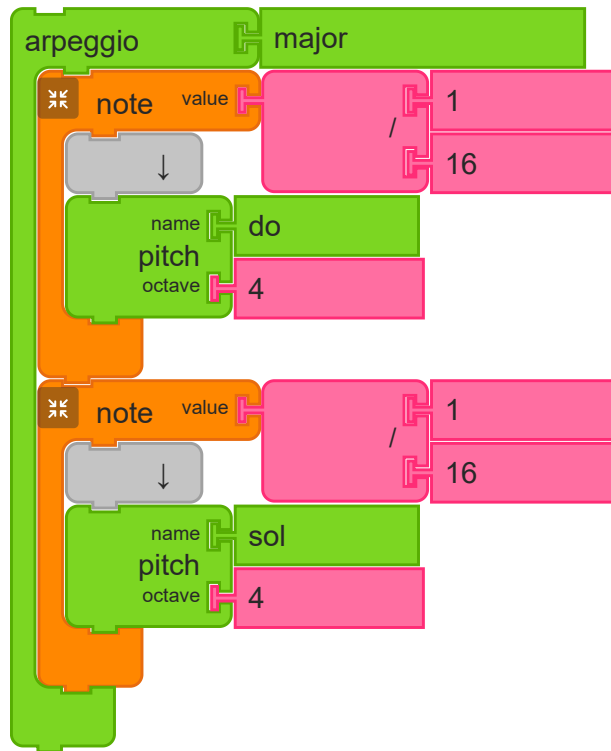 arpeggio major
note value / 1
16
↓
name do
pitch
octave 4
note value / 1
16
↓
name sol
pitch
octave 4